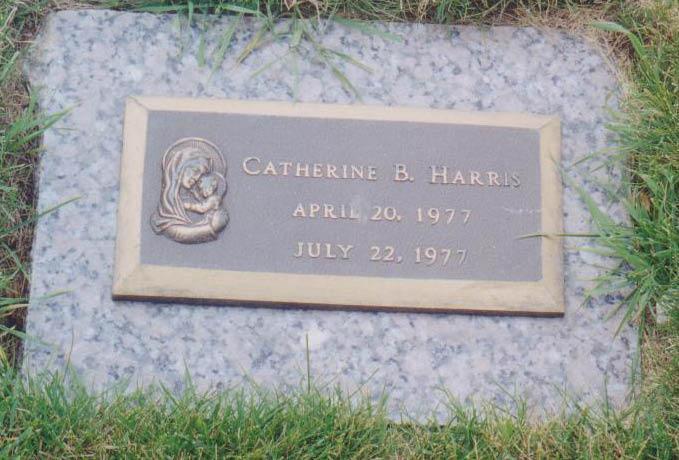 CATHERINE B. HARRIS
APRIL 20, 1977
JULY 22, 1977